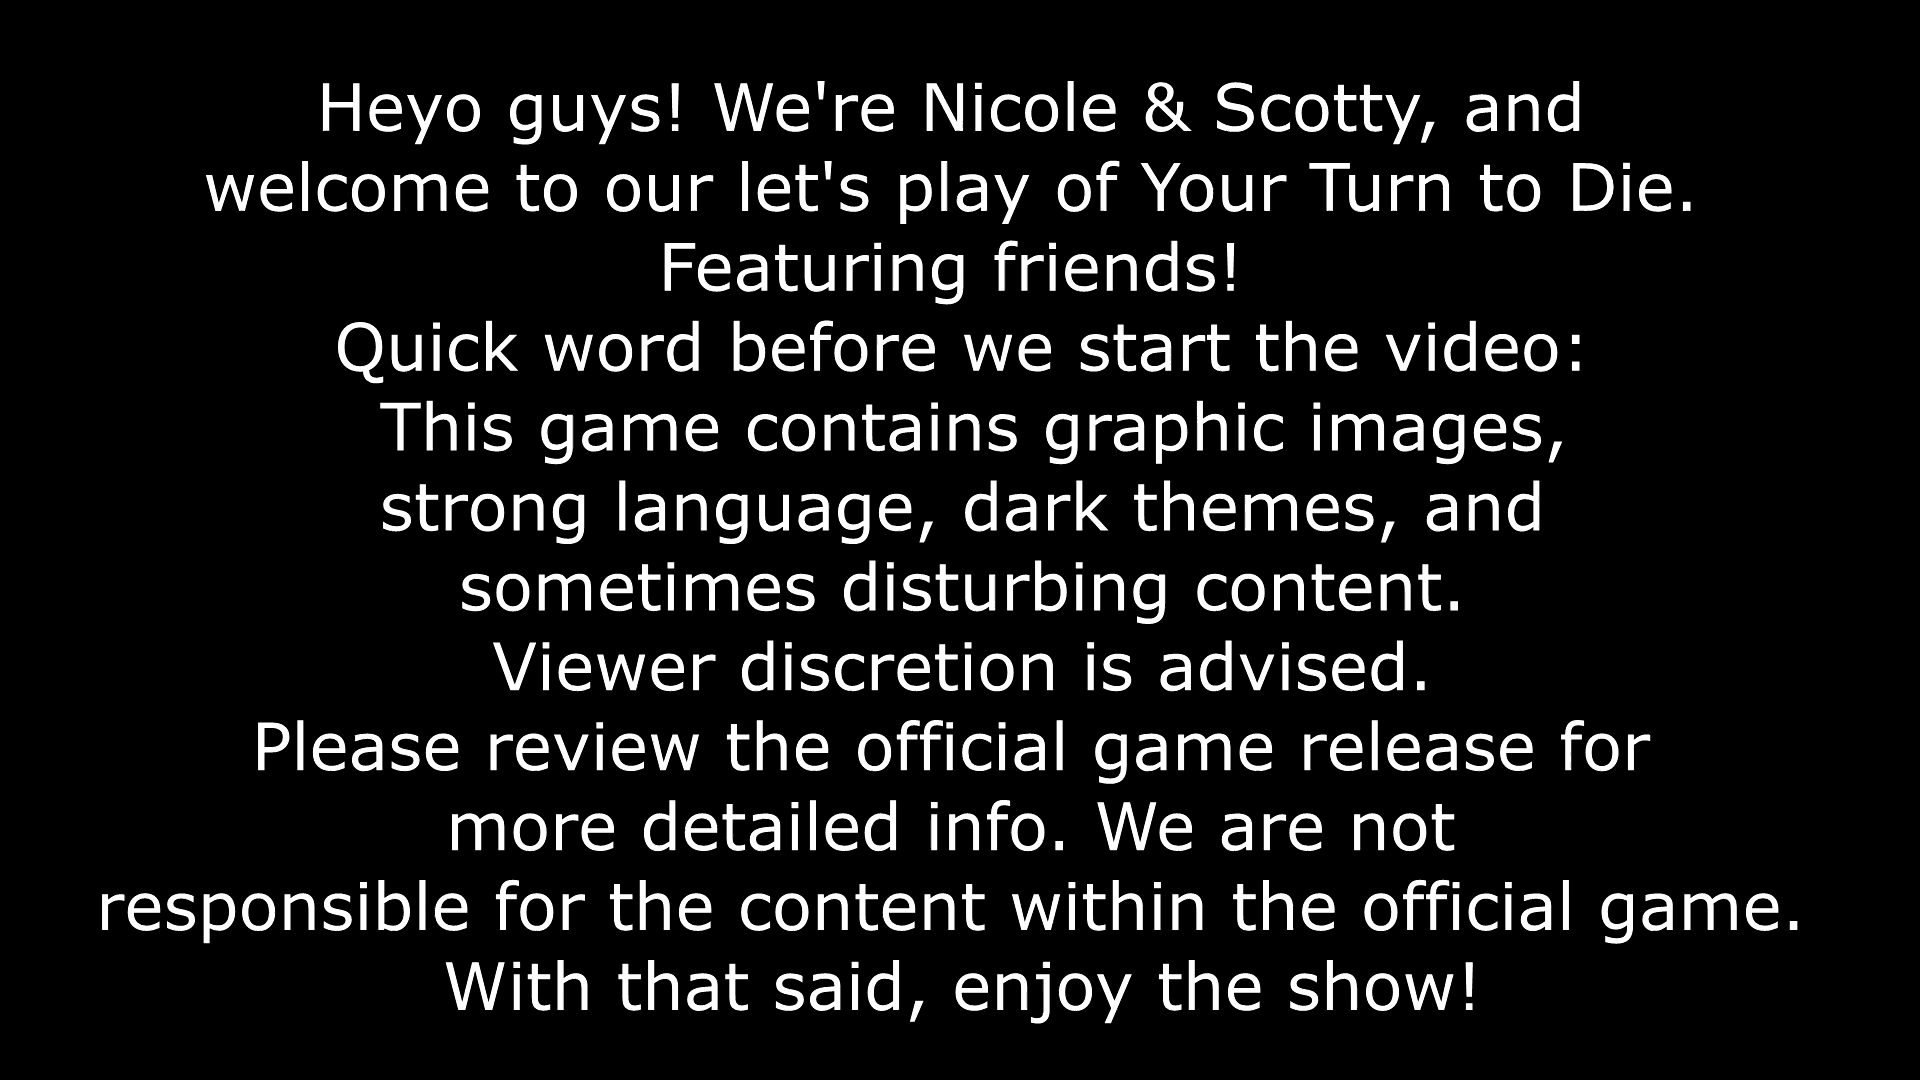 Heyo guys! We're Nicole & Scotty, and
welcome to our let's play of Your Turn to Die.
Featuring friends!
Quick word before we start the video:
This game contains graphic images,
strong language, dark themes, and
sometimes disturbing content.
Viewer discretion is advised.
Please review the official game release for
more detailed info. We are not
responsible for the content within the official game.
With that said, enjoy the show!